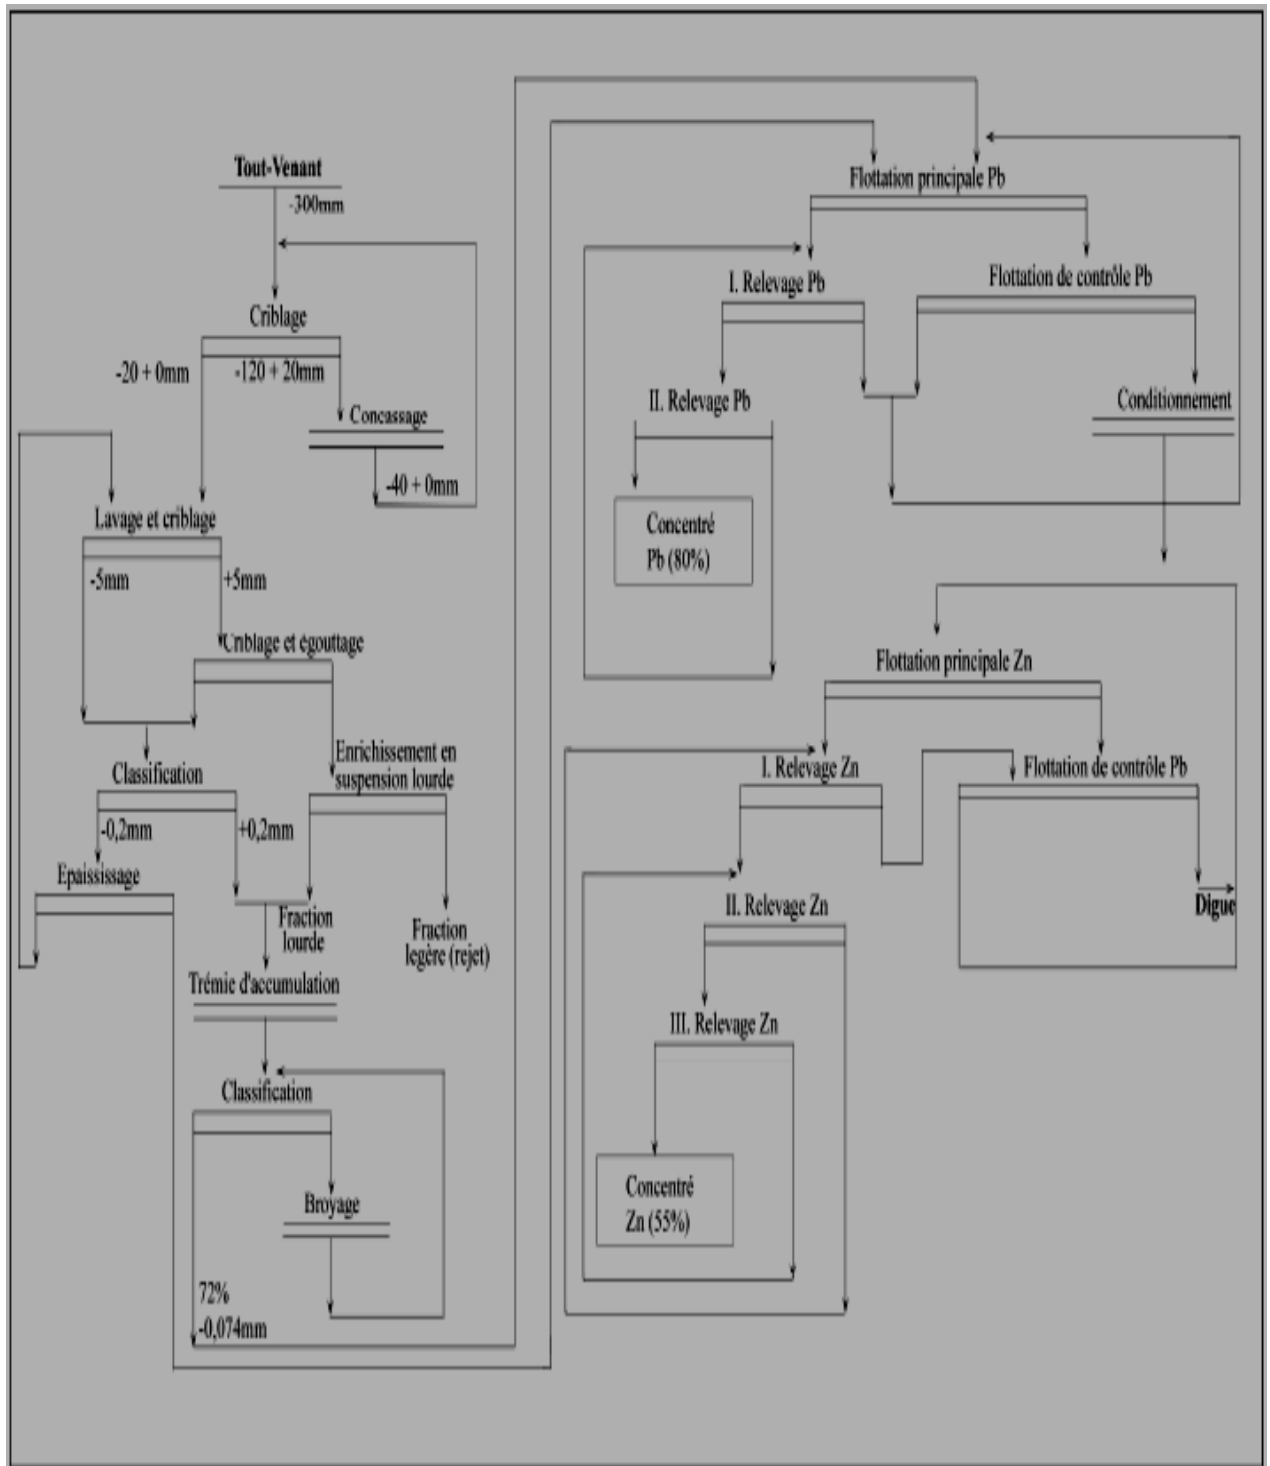 Tout-Venant
-300mm
Criblage
-20 + 0mm
-120 + 20mm
Concassage
-40 + 0mm
Lavage et criblage
-5mm
+5mm
Criblage et égouttage
Enrichissement en
suspension lourde
Classification
-0,2mm
+0,2mm
Epaississage
Fraction
lourde
Fraction
legère (rejet)
Trémie d'accumulation
Classification
Broyage
72%
-0,074mm
Flottation principale Pb
I. Relevage Pb
Flottation de contrôle Pb
II. Relevage Pb
Conditionnement
Concentré
Pb (80%)
Flottation principale Zn
I. Relevage Zn
Flottation de contrôle Pb
II. Relevage Zn
Digue
III. Relevage Zn
Concentré
Zn (55%)